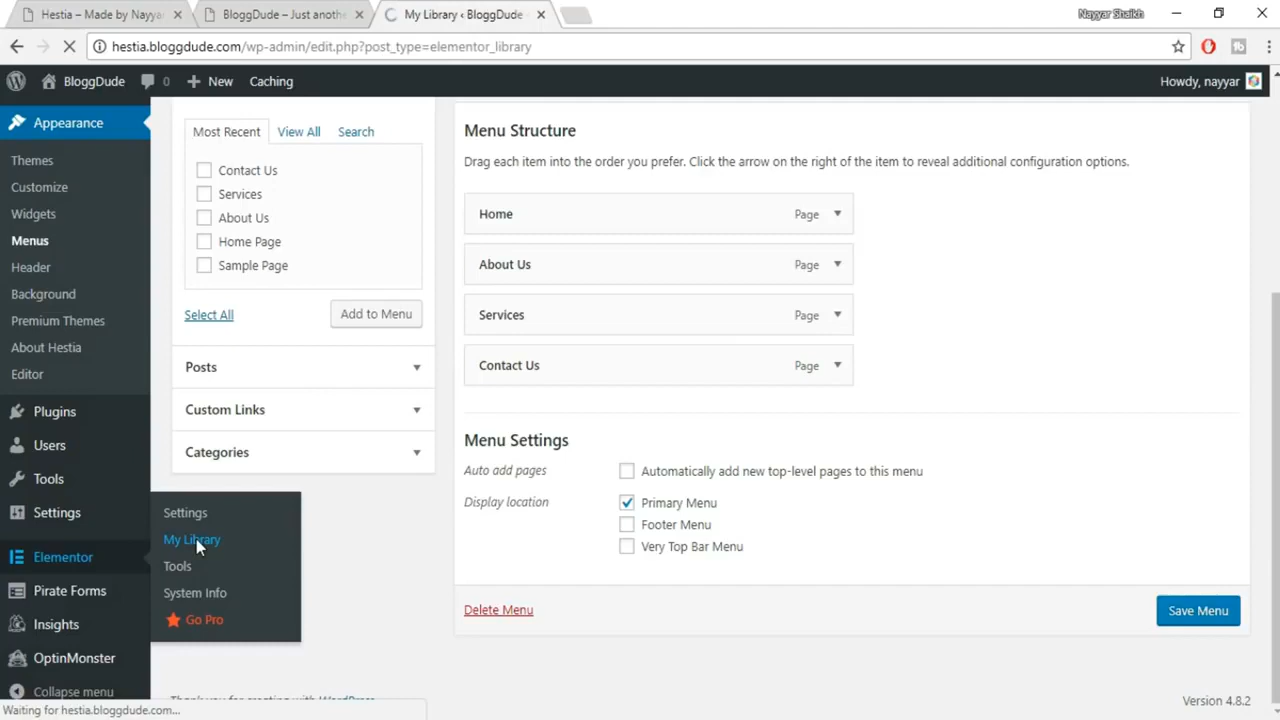 Hestia – Made by Nayyar
BloggDude – Just anothe
My Library ‹ BloggDude
Nayyar Shaikh
hestia.bloggdude.com/wp-admin/edit.php?post_type=elementor_library
BloggDude
0
New
Caching
Howdy, nayyar
Appearance
Themes
Customize
Widgets
Menus
Header
Background
Premium Themes
About Hestia
Editor
Plugins
Users
Tools
Settings
Elementor
Pirate Forms
Insights
OptinMonster
Collapse menu
Settings
My Library
Tools
System Info
Go Pro
Most Recent
View All
Search
Contact Us
Services
About Us
Home Page
Sample Page
Select All
Add to Menu
Posts
Custom Links
Categories
Menu Structure
Drag each item into the order you prefer. Click the arrow on the right of the item to reveal additional configuration options.
Home Page
About Us Page
Services Page
Contact Us Page
Menu Settings
Auto add pages
Automatically add new top-level pages to this menu
Display location
Primary Menu
Footer Menu
Very Top Bar Menu
Delete Menu
Save Menu
Thank you for creating with WordPress
Version 4.8.2
Waiting for hestia.bloggdude.com...